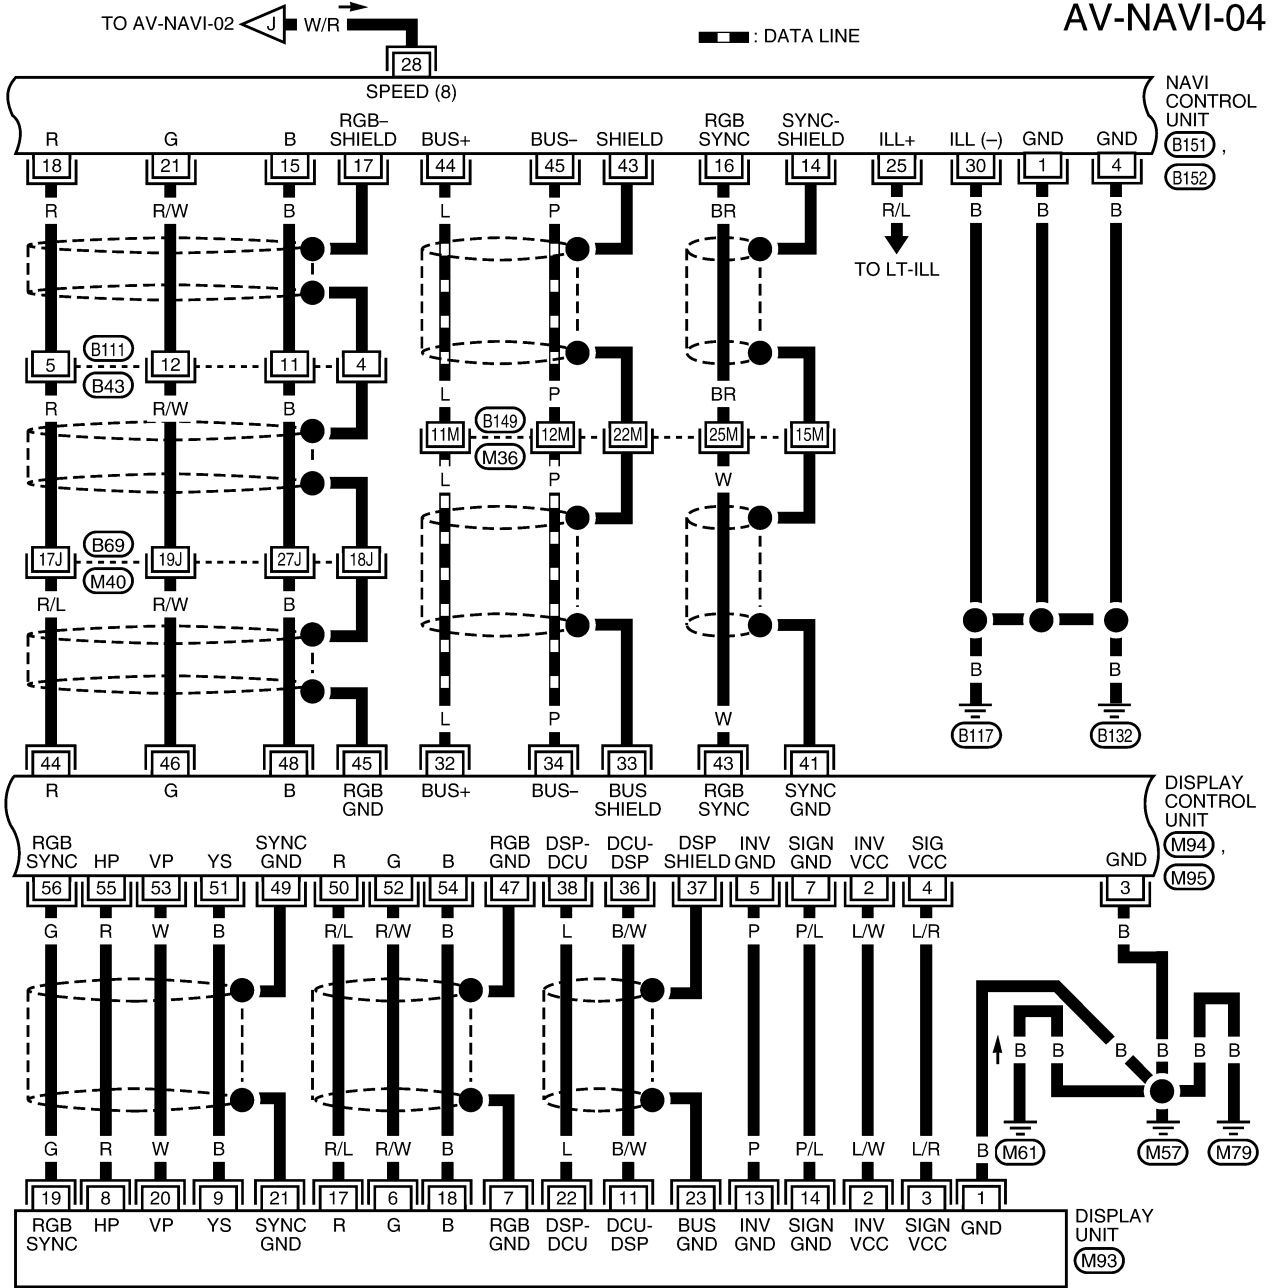 AV-NAVI-04
TO AV-NAVI-02 J W/R
: DATA LINE
28
SPEED (8)
NAVI
CONTROL
UNIT
B151 ,
B152
R G B RGB– SHIELD BUS+ BUS– SHIELD RGB SYNC SYNC- SHIELD ILL+ ILL (–) GND GND
18 21 15 17 44 45 43 16 14 25 30 1 4
R R/W B L P BR R/L B B B
TO LT-ILL
5 B111 12 11 4
B43
R R/W B L P BR
11M B149 12M 22M 25M 15M
M36
L P W
17J B69 19J 27J 18J
M40
R/L R/W B
B B
L P W
B117 B132
44 46 48 45 32 34 33 43 41
R G B RGB GND BUS+ BUS– BUS SHIELD RGB SYNC SYNC GND
DISPLAY
CONTROL
UNIT
M94 ,
M95
RGB SYNC HP VP YS SYNC GND R G B RGB GND DSP- DCU DCU- DSP DSP SHIELD INV GND SIGN GND INV VCC SIG VCC GND
56 55 53 51 49 50 52 54 47 38 36 37 5 7 2 4 3
G R W B R/L R/W B L B/W P P/L L/W L/R B
B B B B B B
G R W B R/L R/W B L B/W P P/L L/W L/R B
M61 M57 M79
19 8 20 9 21 17 6 18 7 22 11 23 13 14 2 3 1
RGB SYNC HP VP YS SYNC GND R G B RGB GND DSP- DCU DCU- DSP BUS GND INV GND SIGN GND INV VCC SIGN VCC GND
DISPLAY
UNIT
M93